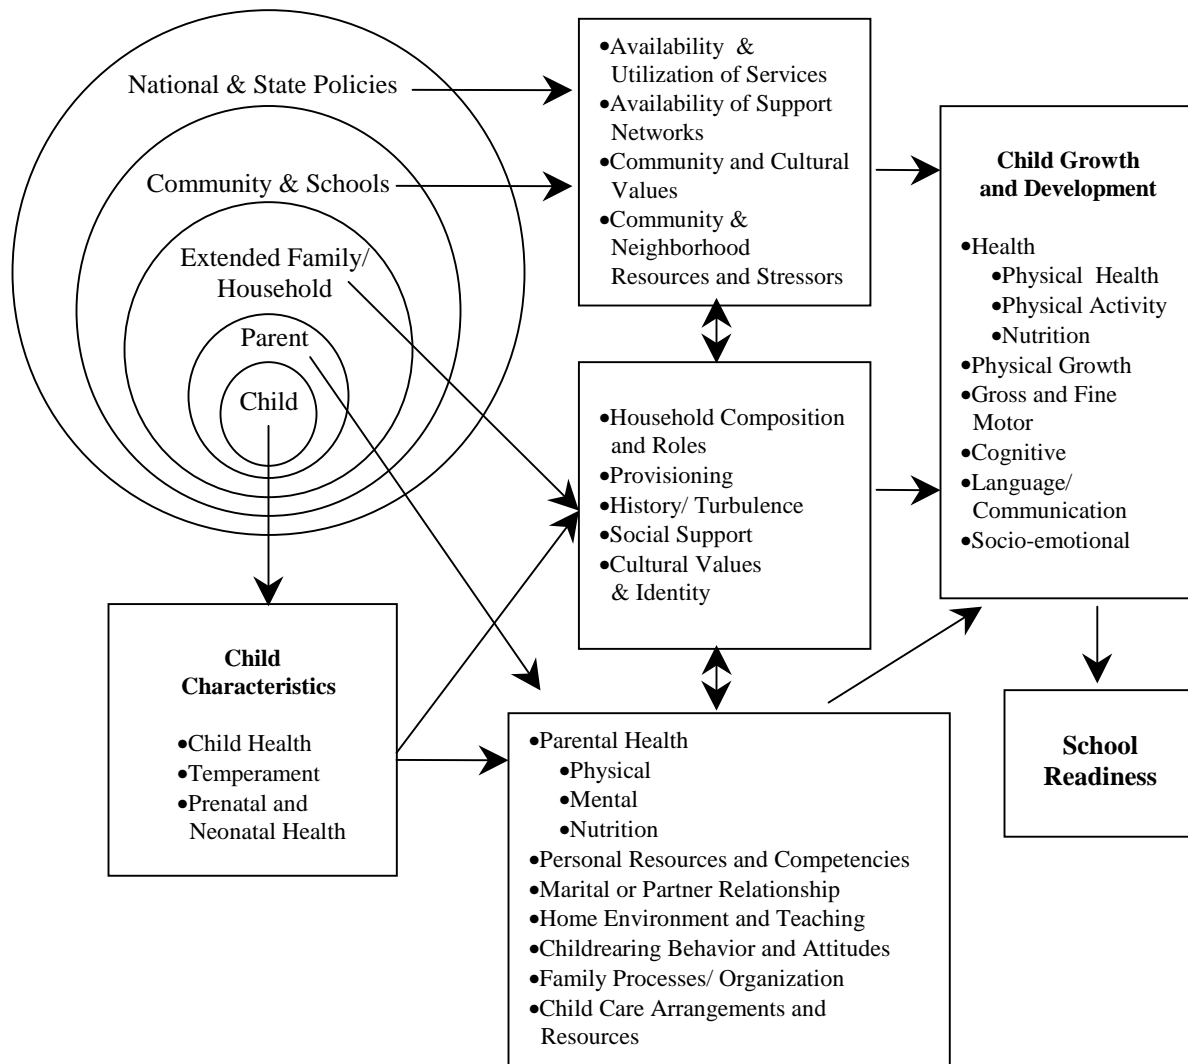 National & State Policies
Community & Schools
Extended Family/
Household
Parent
Child
•Availability &
Utilization of Services
•Availability of Support
Networks
•Community and Cultural
Values
•Community &
Neighborhood
Resources and Stressors
•Household Composition
and Roles
•Provisioning
•History/ Turbulence
•Social Support
•Cultural Values
& Identity
Child
Characteristics
•Child Health
•Temperament
•Prenatal and
Neonatal Health
•Parental Health
•Physical
•Mental
•Nutrition
•Personal Resources and Competencies
•Marital or Partner Relationship
•Home Environment and Teaching
•Childrearing Behavior and Attitudes
•Family Processes/ Organization
•Child Care Arrangements and
Resources
Child Growth
and Development
•Health
•Physical Health
•Physical Activity
•Nutrition
•Physical Growth
•Gross and Fine
Motor
•Cognitive
•Language/
Communication
•Socio-emotional
School
Readiness